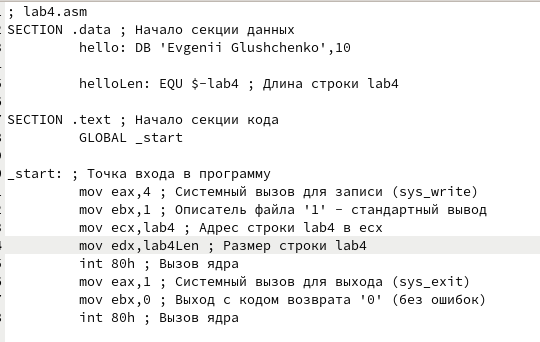 ; lab4.asm
SECTION .data ; Начало секции данных
hello: DB 'Evgenii Glushchenko',10
helloLen: EQU $-lab4 ; Длина строки lab4
SECTION .text ; Начало секции кода
GLOBAL _start
_start: ; Точка входа в программу
mov eax,4 ; Системный вызов для записи (sys_write)
mov ebx,1 ; Описатель файла '1' - стандартный вывод
mov ecx,lab4 ; Адрес строки lab4 в ecx
mov edx,lab4Len ; Размер строки lab4
int 80h ; Вызов ядра
mov eax,1 ; Системный вызов для выхода (sys_exit)
mov ebx,0 ; Выход с кодом возврата '0' (без ошибок)
int 80h ; Вызов ядра